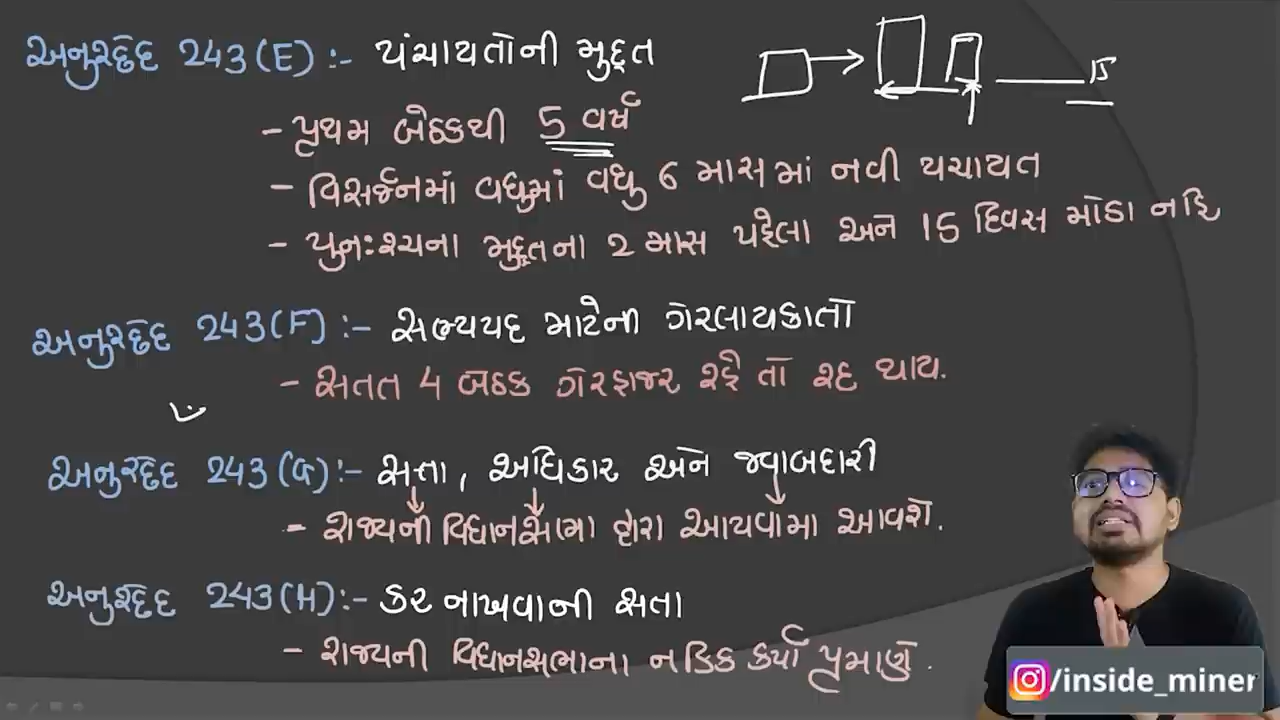 અનુચ્છેદ 243(E) :- પંચાયતોની મુદ્દત
15
- પ્રથમ બેઠકથી 5 વર્ષ
- વિસર્જનમાં વધુમાં વધુ 6 માસ માં નવી પંચાયત
- પુનઃરચના મુદ્દતના 2 માસ પહેલા અને 15 દિવસ મોડા નહિ
અનુચ્છેદ 243(F) :- સભ્યપદ માટેની ગેરલાયકાતો
- સતત 4 બેઠક ગેરહાજર રહે તો રદ થાય.
અનુચ્છેદ 243(G) :- સત્તા, અધિકાર અને જવાબદારી
- રાજ્યની વિધાનસભા દ્વારા આપવામા આવશે.
અનુચ્છેદ 243(H) :- કર નાખવાની સતા
- રાજ્યની વિધાનસભાના નક્કિ કર્યા પ્રમાણે.
/inside_miner